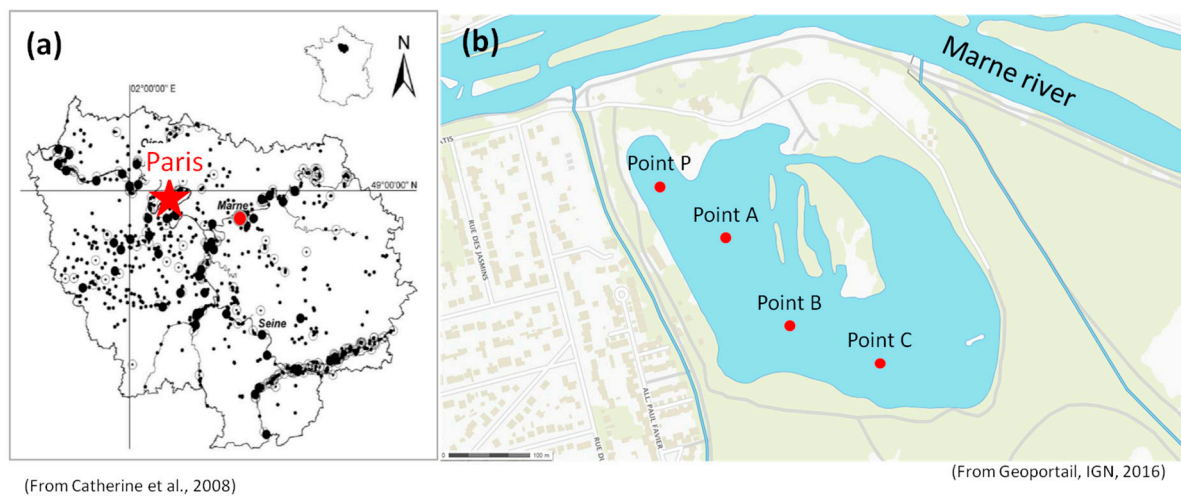 (a)
N
02°00'00" E
Paris
49°00'00" N
Marne
Seine
(From Catherine et al., 2008)
(b)
Marne river
Point P
Point A
Point B
Point C
RUE DES JASMINS
ALL. PAUL FAVIER
RUE D
100 m
(From Geoportail, IGN, 2016)